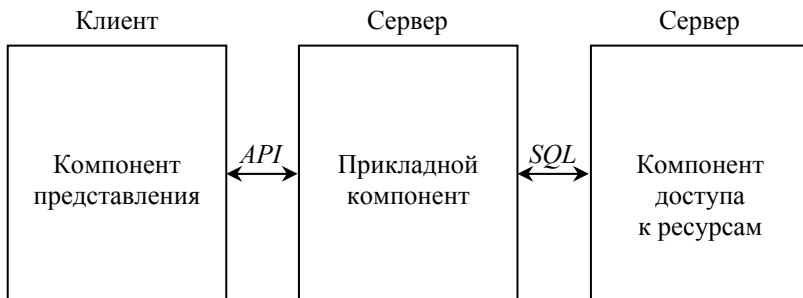 Клиент
Сервер
Сервер
Компонент
представления
API
Прикладной
компонент
SQL
Компонент
доступа
к ресурсам